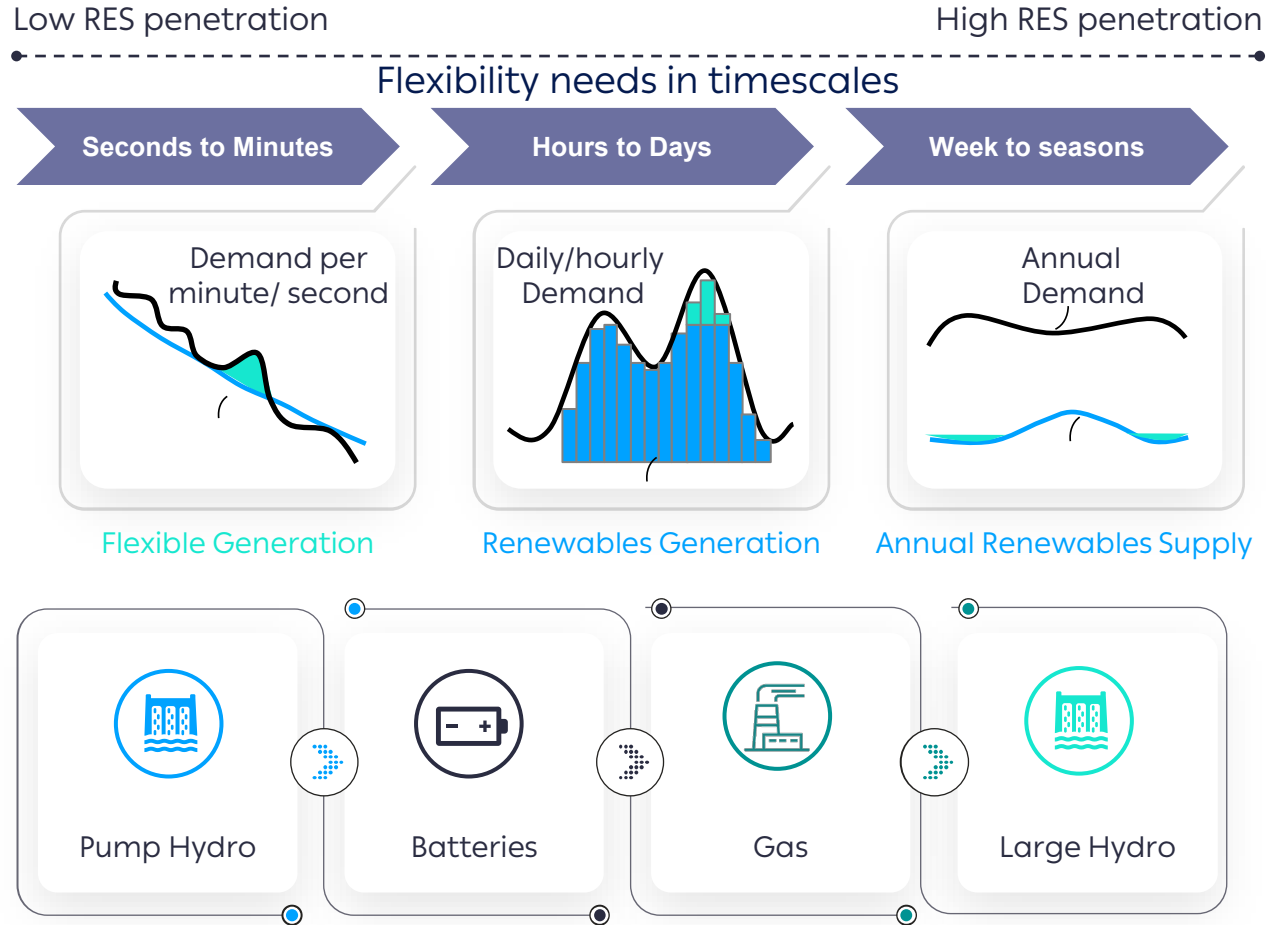 Low RES penetration
High RES penetration
Flexibility needs in timescales
Seconds to Minutes
Hours to Days
Week to seasons
Demand per
minute/ second
Daily/hourly
Demand
Annual
Demand
Flexible Generation
Renewables Generation
Annual Renewables Supply
Pump Hydro
Batteries
Gas
Large Hydro